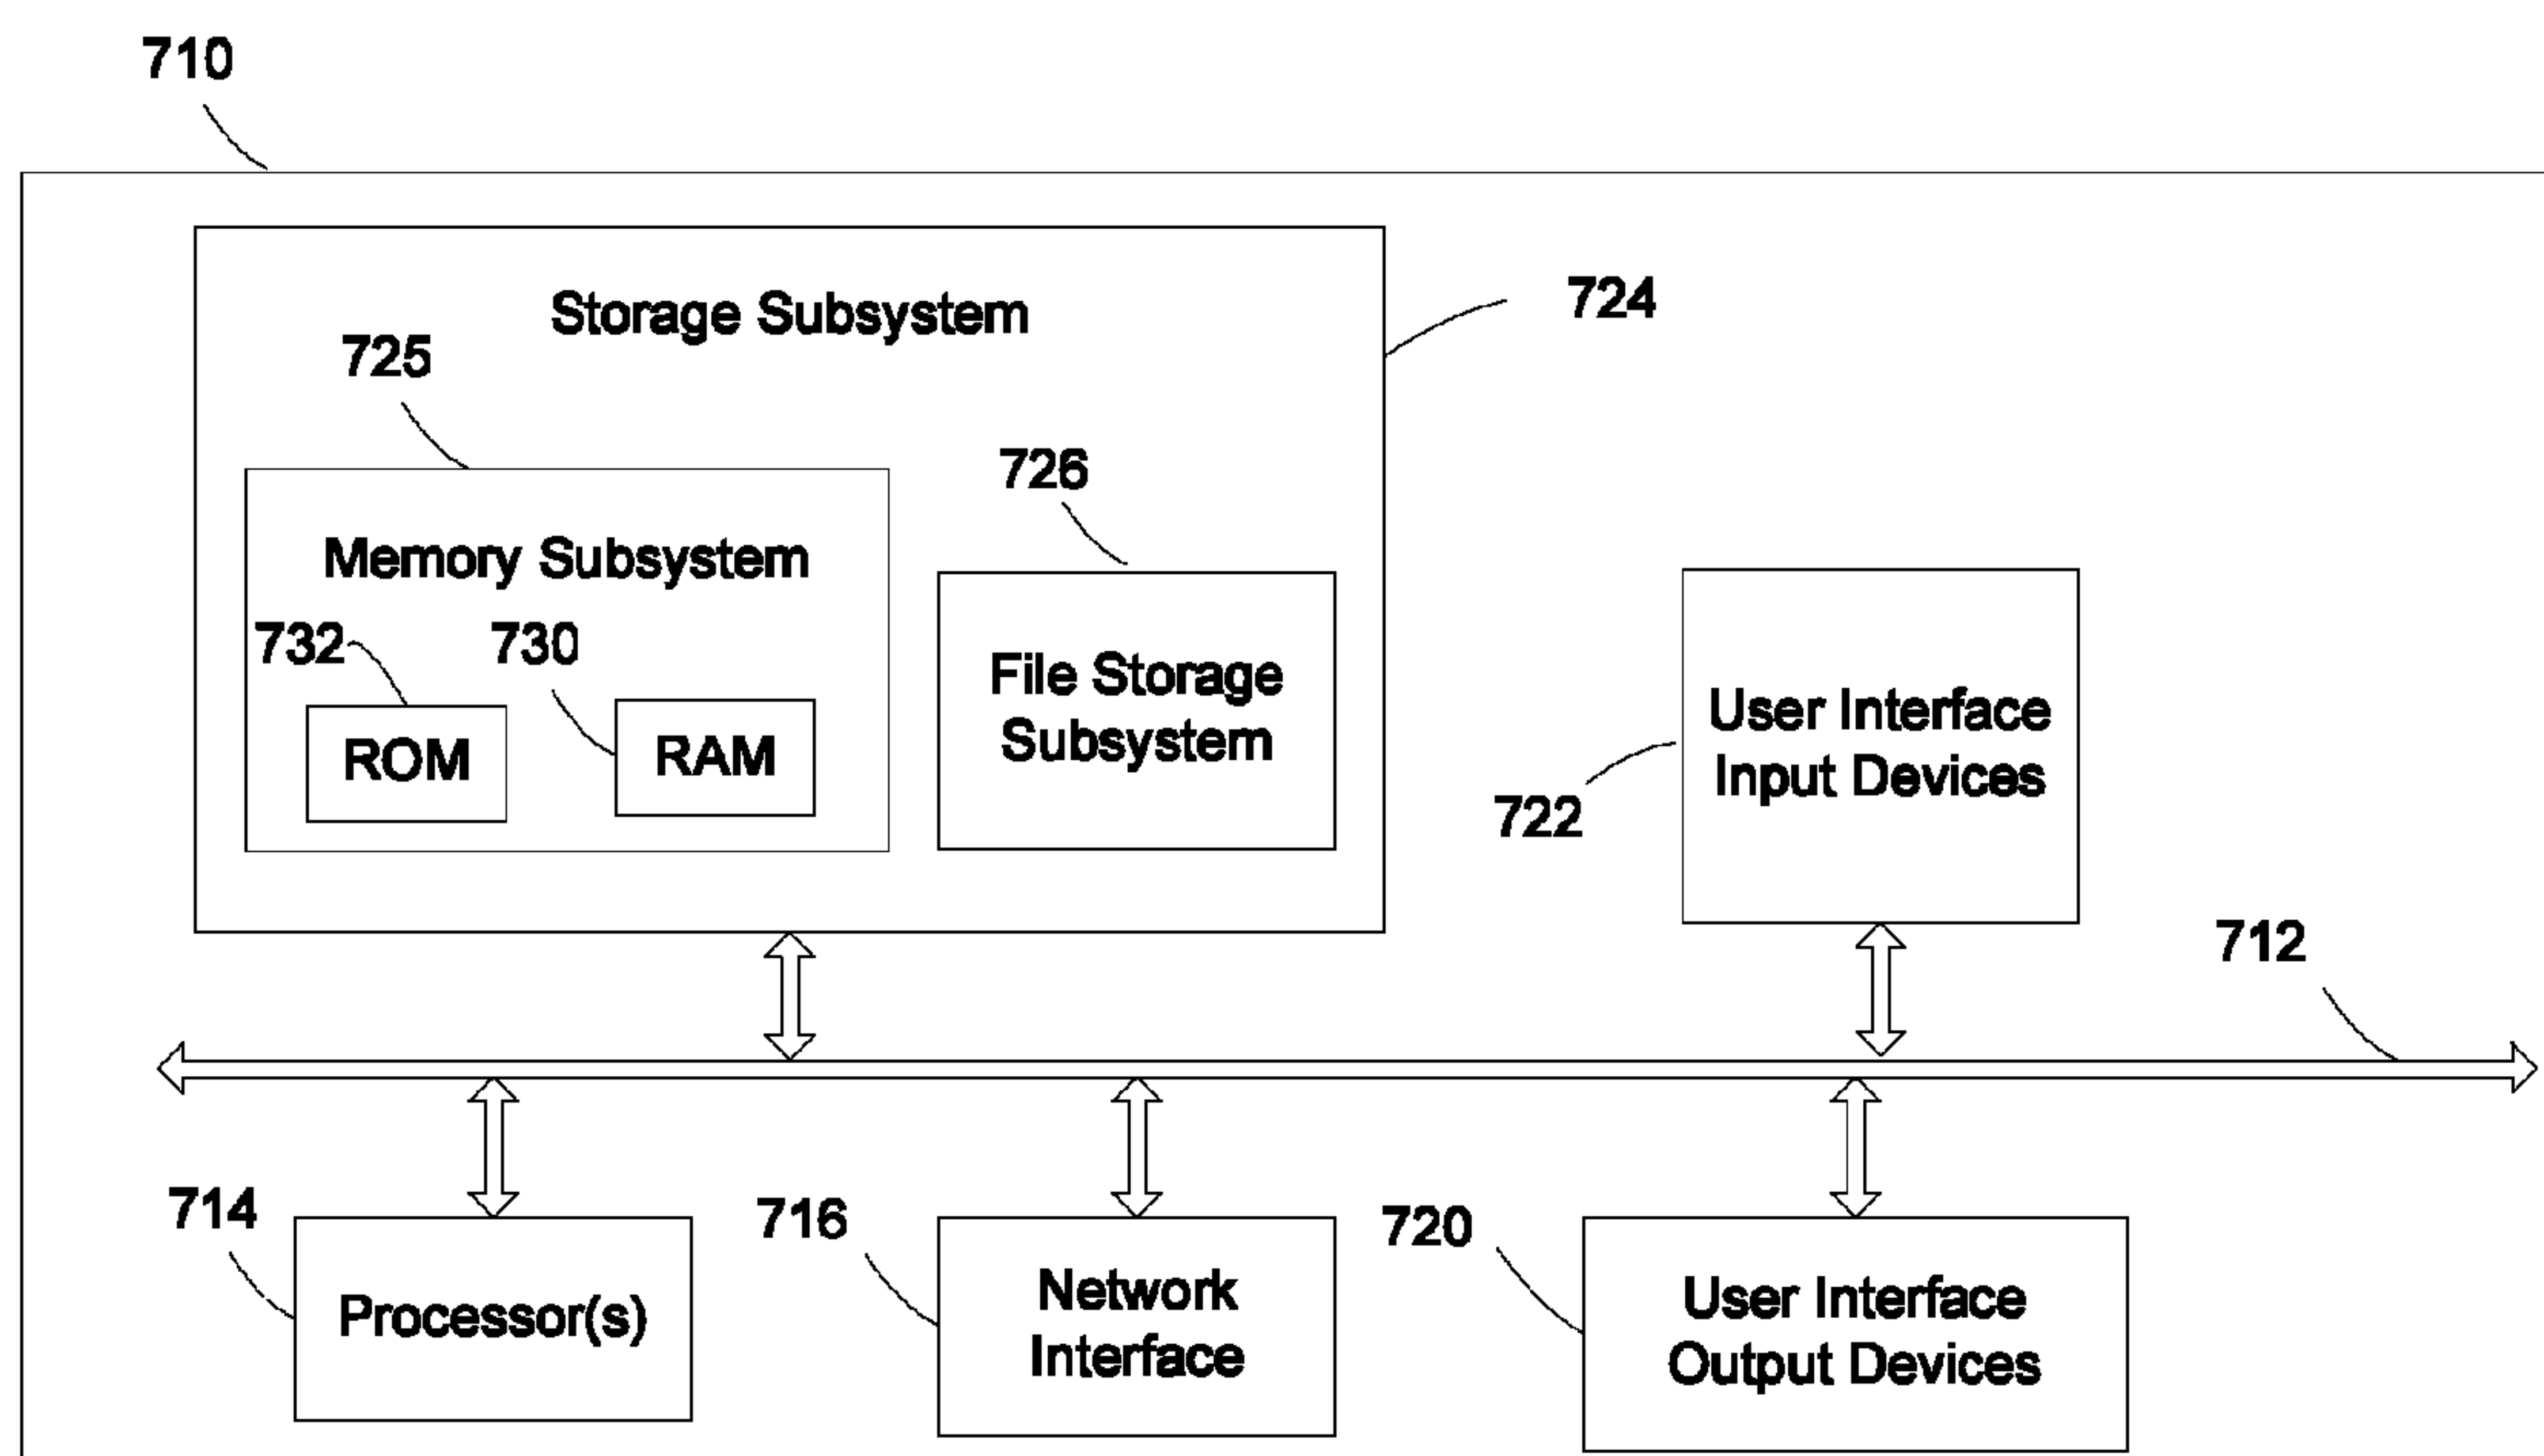 710
Storage Subsystem
724
725
726
Memory Subsystem
732
730
ROM
RAM
File Storage
Subsystem
User Interface
Input Devices
722
712
714
716
720
Processor(s)
Network
Interface
User Interface
Output Devices